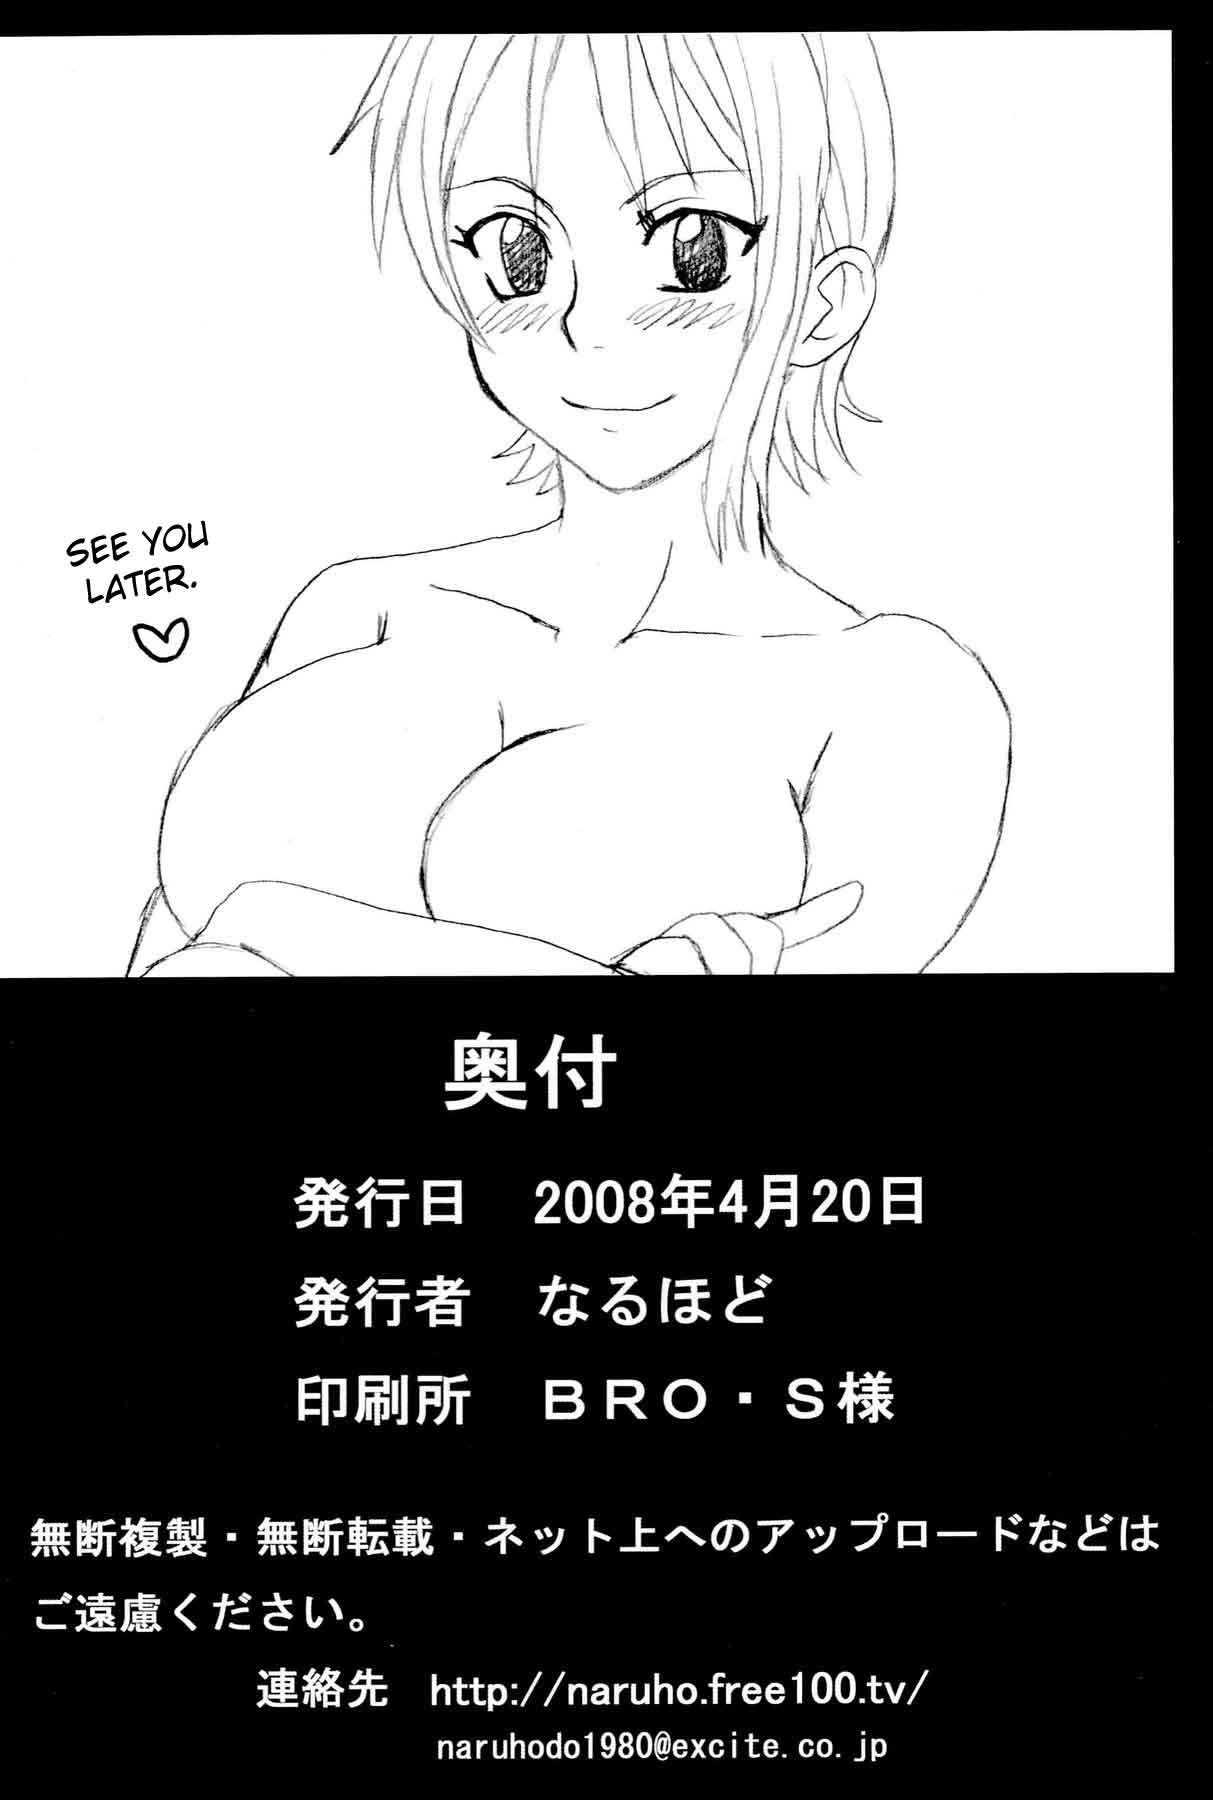 SEE YOU
LATER.
奥付
発行日　2008年4月20日
発行者　なるほど
印刷所　ＢＲＯ・Ｓ様
無断複製・無断転載・ネット上へのアップロードなどは
ご遠慮ください。
連絡先　http://naruho.free100.tv/
naruhodo1980@excite.co.jp